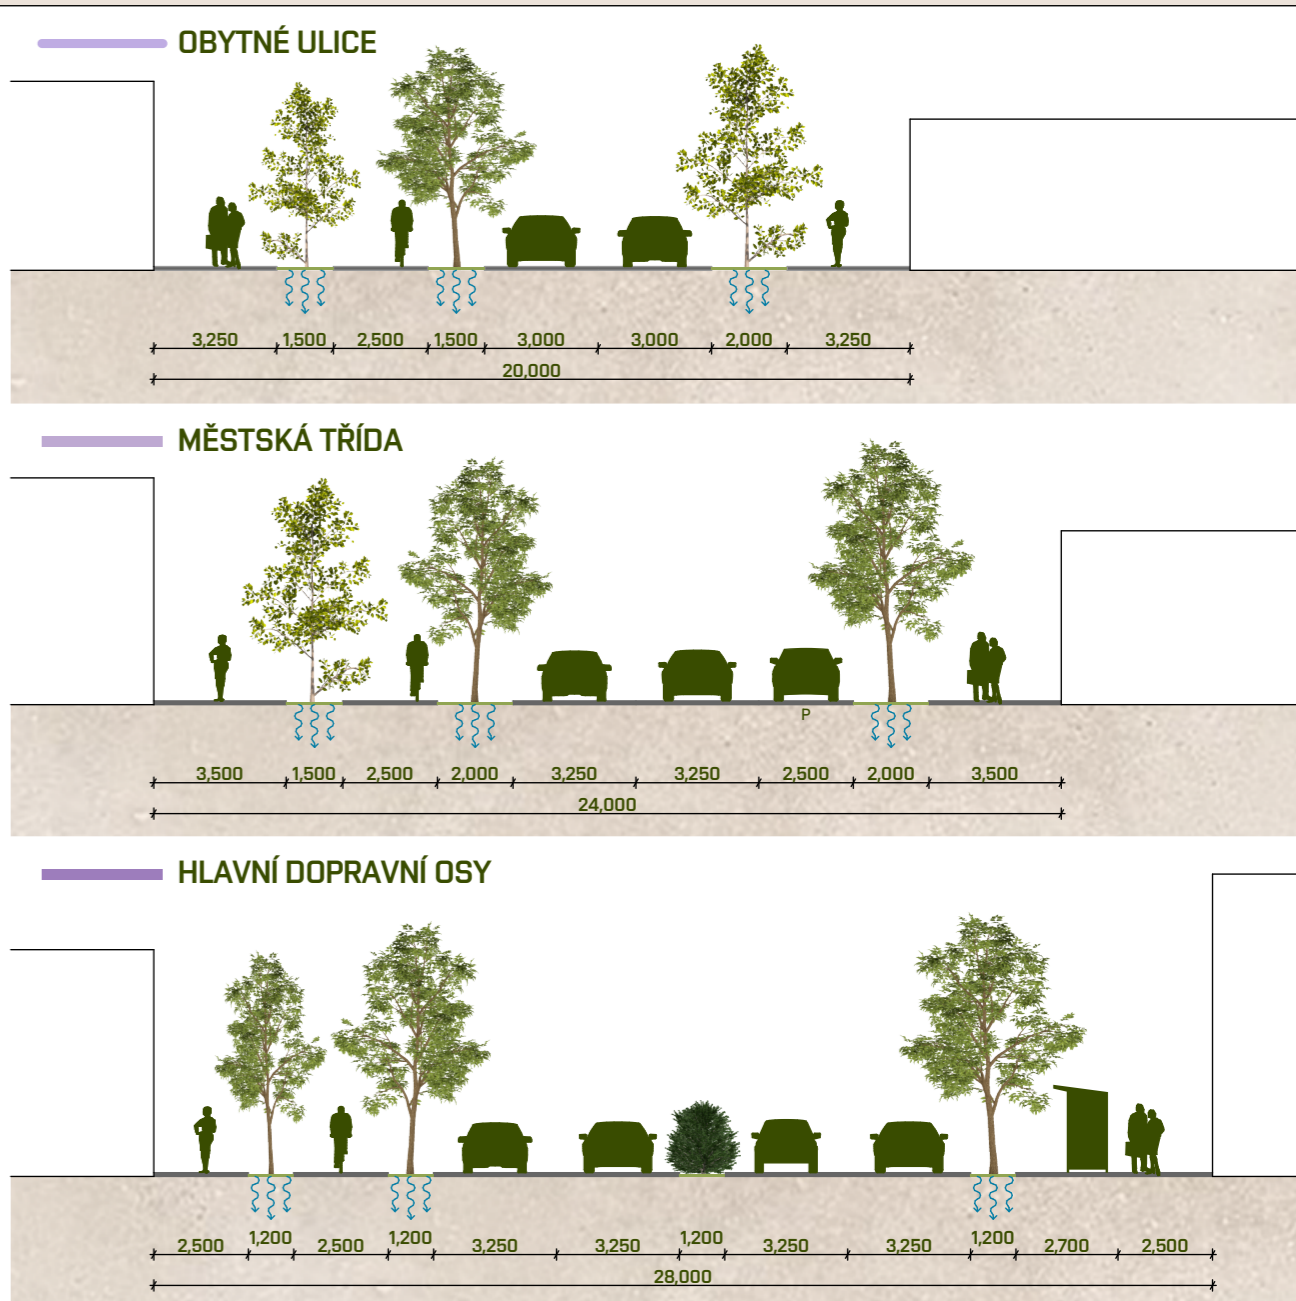 OBYTNÉ ULICE
3,250 1,500 2,500 1,500 3,000 3,000 2,000 3,250
20,000
MĚSTSKÁ TŘÍDA
P
3,500 1,500 2,500 2,000 3,250 3,250 2,500 2,000 3,500
24,000
HLAVNÍ DOPRAVNÍ OSY
2,500 1,200 2,500 1,200 3,250 3,250 1,200 3,250 3,250 1,200 2,700 2,500
28,000